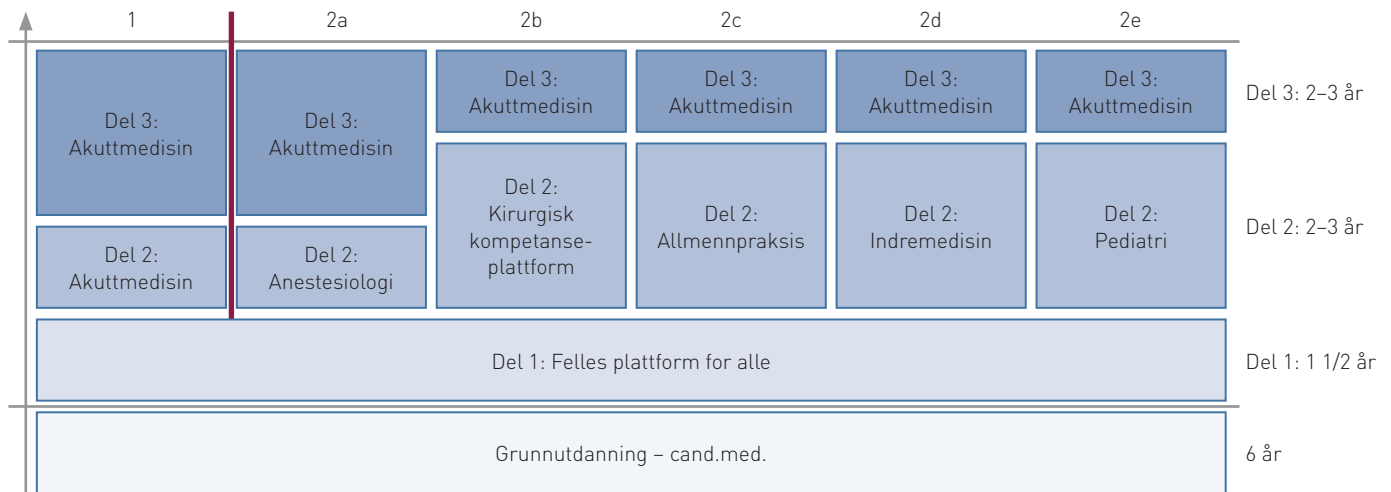 1
2a
2b
2c
2d
2e
Del 3:
Akuttmedisin
Del 3:
Akuttmedisin
Del 3:
Akuttmedisin
Del 3:
Akuttmedisin
Del 3:
Akuttmedisin
Del 3:
Akuttmedisin
Del 3: 2–3 år
Del 2:
Akuttmedisin
Del 2:
Anestesiologi
Del 2:
Kirurgisk
kompetanse-
plattform
Del 2:
Allmennpraksis
Del 2:
Indremedisin
Del 2:
Pediatri
Del 2: 2–3 år
Del 1: Felles plattform for alle
Del 1: 1 1/2 år
Grunnutdanning – cand.med.
6 år